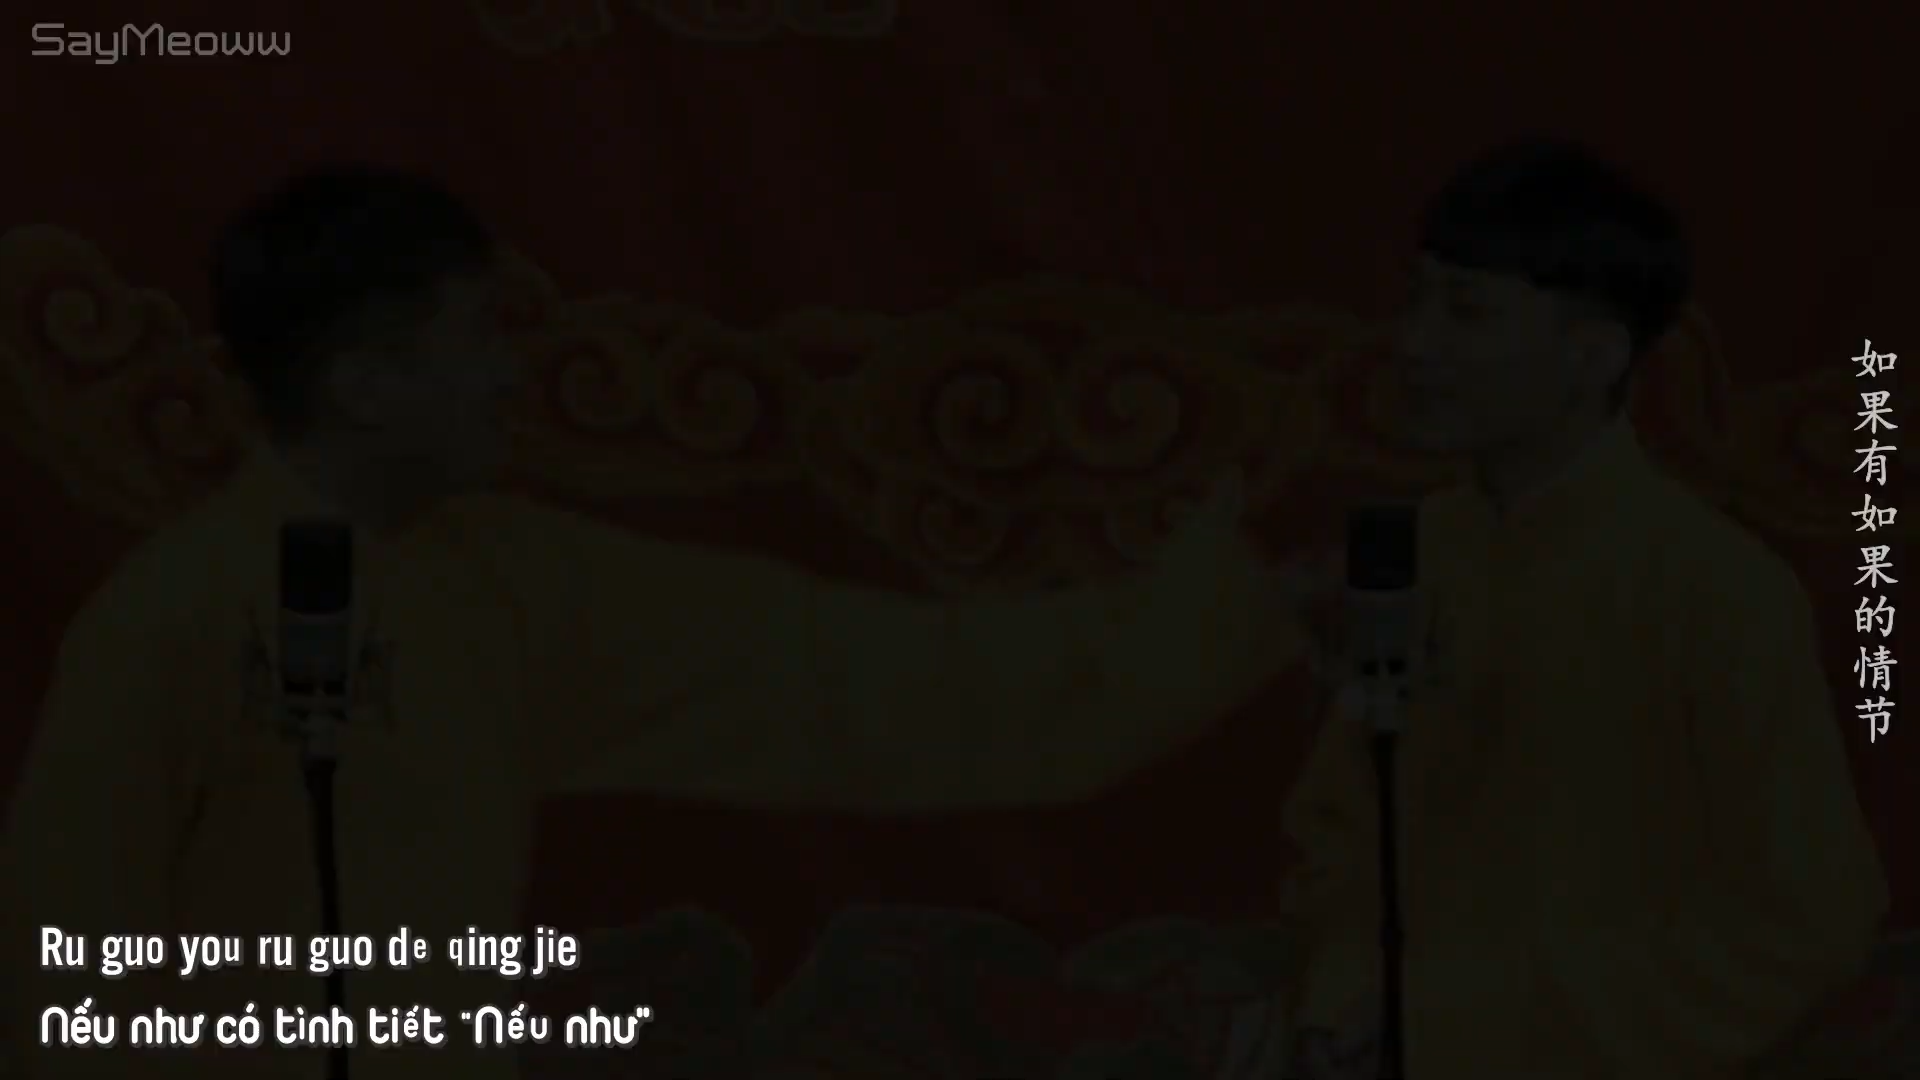 SayMeoww
如果有如果的情节
Ru guo you ru guo de qing jie
Nếu như có tình tiết "Nếu như"